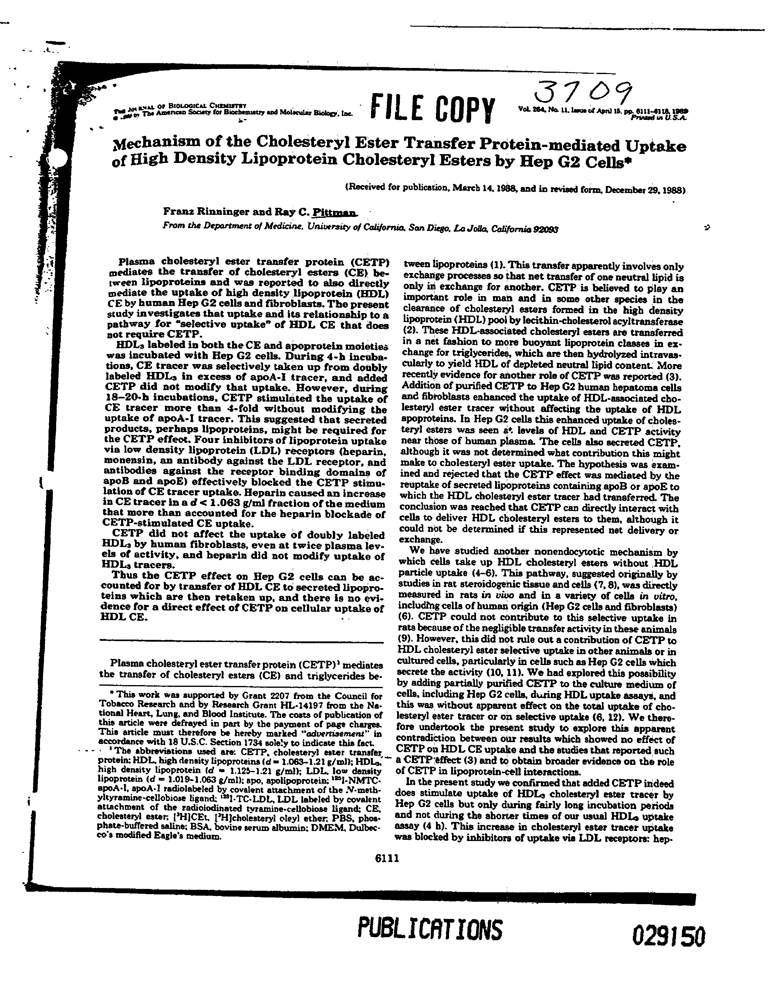 3709
THE JOURNAL OF BIOLOGICAL CHEMISTRY
The American Society for Biochemistry and Molecular Biology, Inc.
FILE COPY
Vol. 264, No. 11, Issue of April 15, pp. 6111-6118, 1989
Printed in U.S.A.
Mechanism of the Cholesteryl Ester Transfer Protein-mediated Uptake
of High Density Lipoprotein Cholesteryl Esters by Hep G2 Cells*
(Received for publication, March 14, 1988, and in revised form, December 29, 1988)
Franz Rinninger and Ray C. Pittman
From the Department of Medicine, University of California, San Diego, La Jolla, California 92093
Plasma cholesteryl ester transfer protein (CETP)
mediates the transfer of cholesteryl esters (CE) be-
tween lipoproteins and was reported to also directly
mediate the uptake of high density lipoprotein (HDL)
CE by human Hep G2 cells and fibroblasts. The present
study investigates that uptake and its relationship to a
pathway for "selective uptake" of HDL CE that does
not require CETP.
HDL₃ labeled in both the CE and apoprotein moieties
was incubated with Hep G2 cells. During 4-h incuba-
tions, CE tracer was selectively taken up from doubly
labeled HDL₃ in excess of apoA-I tracer, and added
CETP did not modify that uptake. However, during
18–20-h incubations, CETP stimulated the uptake of
CE tracer more than 4-fold without modifying the
uptake of apoA-I tracer. This suggested that secreted
products, perhaps lipoproteins, might be required for
the CETP effect. Four inhibitors of lipoprotein uptake
via low density lipoprotein (LDL) receptors (heparin,
monensin, an antibody against the LDL receptor, and
antibodies against the receptor binding domains of
apoB and apoE) effectively blocked the CETP stimu-
lation of CE tracer uptake. Heparin caused an increase
in CE tracer in a d < 1.063 g/ml fraction of the medium
that more than accounted for the heparin blockade of
CETP-stimulated CE uptake.
CETP did not affect the uptake of doubly labeled
HDL₃ by human fibroblasts, even at twice plasma lev-
els of activity, and heparin did not modify uptake of
HDL₃ tracers.
Thus the CETP effect on Hep G2 cells can be ac-
counted for by transfer of HDL CE to secreted lipopro-
teins which are then retaken up, and there is no evi-
dence for a direct effect of CETP on cellular uptake of
HDL CE.
Plasma cholesteryl ester transfer protein (CETP)¹ mediates
the transfer of cholesteryl esters (CE) and triglycerides be-
* This work was supported by Grant 2207 from the Council for
Tobacco Research and by Research Grant HL-14197 from the Na-
tional Heart, Lung, and Blood Institute. The costs of publication of
this article were defrayed in part by the payment of page charges.
This article must therefore be hereby marked "advertisement" in
accordance with 18 U.S.C. Section 1734 solely to indicate this fact.
¹ The abbreviations used are: CETP, cholesteryl ester transfer
protein; HDL, high density lipoproteins (d = 1.063–1.21 g/ml); HDL₃,
high density lipoprotein (d = 1.125–1.21 g/ml); LDL, low density
lipoprotein (d = 1.019–1.063 g/ml); apo, apolipoprotein; ¹²⁵I-NMTC-
apoA-I, apoA-I radiolabeled by covalent attachment of the N-meth-
yltyramine-cellobiose ligand; ¹²⁵I-TC-LDL, LDL labeled by covalent
attachment of the radioiodinated tyramine-cellobiose ligand; CE,
cholesteryl ester; [³H]CEt, [³H]cholesteryl oleyl ether; PBS, phos-
phate-buffered saline; BSA, bovine serum albumin; DMEM, Dulbec-
co's modified Eagle's medium.
tween lipoproteins (1). This transfer apparently involves only
exchange processes so that net transfer of one neutral lipid is
only in exchange for another. CETP is believed to play an
important role in man and in some other species in the
clearance of cholesteryl esters formed in the high density
lipoprotein (HDL) pool by lecithin-cholesterol acyltransferase
(2). These HDL-associated cholesteryl esters are transferred
in a net fashion to more buoyant lipoprotein classes in ex-
change for triglycerides, which are then hydrolyzed intravas-
cularly to yield HDL of depleted neutral lipid content. More
recently evidence for another role of CETP was reported (3).
Addition of purified CETP to Hep G2 human hepatoma cells
and fibroblasts enhanced the uptake of HDL-associated cho-
lesteryl ester tracer without affecting the uptake of HDL
apoproteins. In Hep G2 cells this enhanced uptake of choles-
teryl esters was seen at levels of HDL and CETP activity
near those of human plasma. The cells also secreted CETP,
although it was not determined what contribution this might
make to cholesteryl ester uptake. The hypothesis was exam-
ined and rejected that the CETP effect was mediated by the
reuptake of secreted lipoproteins containing apoB or apoE to
which the HDL cholesteryl ester tracer had transferred. The
conclusion was reached that CETP can directly interact with
cells to deliver HDL cholesteryl esters to them, although it
could not be determined if this represented net delivery or
exchange.
We have studied another nonendocytotic mechanism by
which cells take up HDL cholesteryl esters without HDL
particle uptake (4–6). This pathway, suggested originally by
studies in rat steroidogenic tissue and cells (7, 8), was directly
measured in rats in vivo and in a variety of cells in vitro,
including cells of human origin (Hep G2 cells and fibroblasts)
(6). CETP could not contribute to this selective uptake in
rats because of the negligible transfer activity in these animals
(9). However, this did not rule out a contribution of CETP to
HDL cholesteryl ester selective uptake in other animals or in
cultured cells, particularly in cells such as Hep G2 cells which
secrete the activity (10, 11). We had explored this possibility
by adding partially purified CETP to the culture medium of
cells, including Hep G2 cells, during HDL uptake assays, and
this was without apparent effect on the total uptake of cho-
lesteryl ester tracer or on selective uptake (6, 12). We there-
fore undertook the present study to explore this apparent
contradiction between our results which showed no effect of
CETP on HDL CE uptake and the studies that reported such
a CETP effect (3) and to obtain broader evidence on the role
of CETP in lipoprotein-cell interactions.
In the present study we confirmed that added CETP indeed
does stimulate uptake of HDL₃ cholesteryl ester tracer by
Hep G2 cells but only during fairly long incubation periods
and not during the shorter times of our usual HDL₃ uptake
assay (4 h). This increase in cholesteryl ester tracer uptake
was blocked by inhibitors of uptake via LDL receptors: hep-
6111
PUBLICATIONS
029150